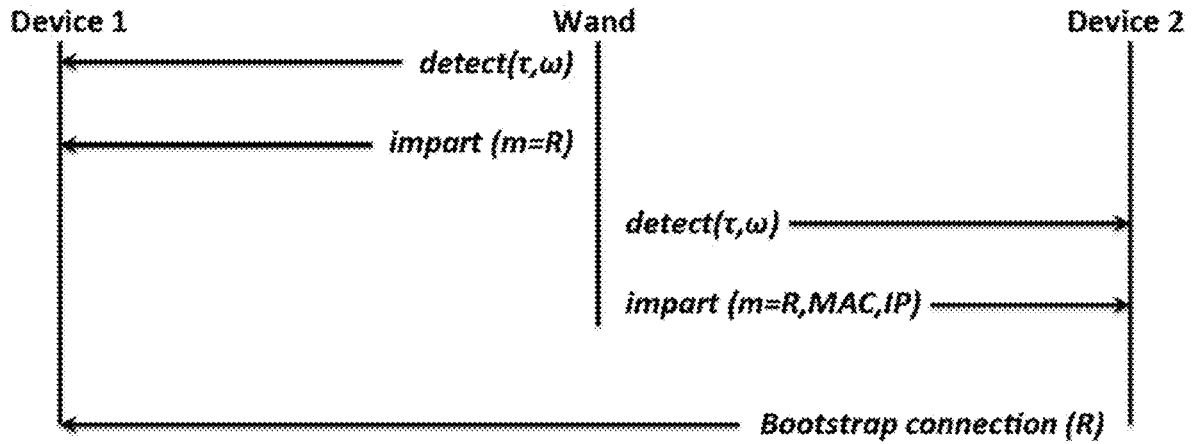 Device 1 Wand Device 2
detect(τ,ω)
impart (m=R)
detect(τ,ω)
impart (m=R,MAC,IP)
Bootstrap connection (R)